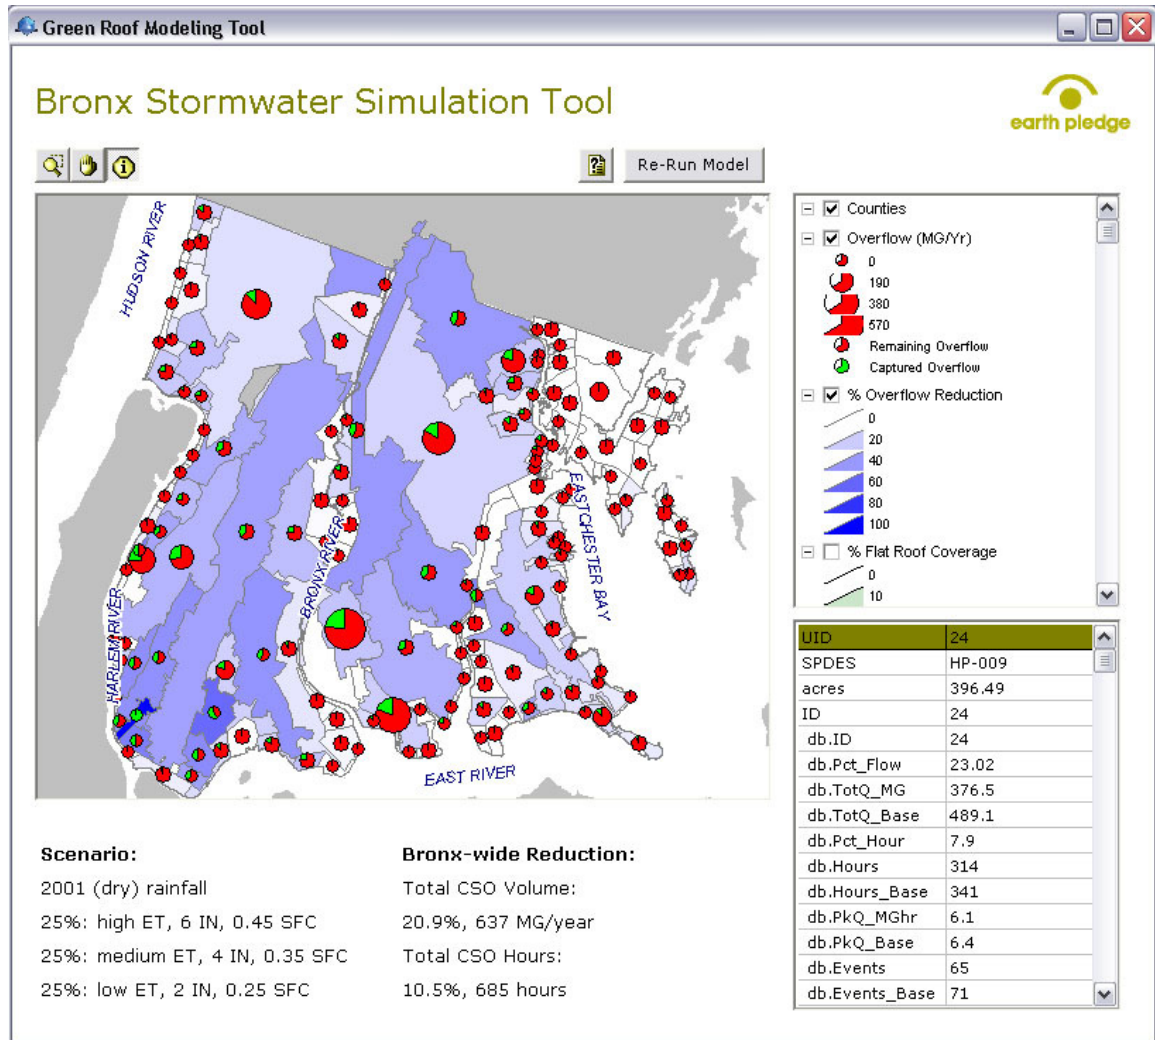 Green Roof Modeling Tool
Bronx Stormwater Simulation Tool
earth pledge
Re-Run Model
HUDSON RIVER
HARLEM RIVER
BRONX RIVER
EASTCHESTER BAY
EAST RIVER
Counties
Overflow (MG/Yr)
0
190
380
570
Remaining Overflow
Captured Overflow
% Overflow Reduction
0
20
40
60
80
100
% Flat Roof Coverage
0
10
UID 24
SPDES HP-009
acres 396.49
ID 24
db.ID 24
db.Pct_Flow 23.02
db.TotQ_MG 376.5
db.TotQ_Base 489.1
db.Pct_Hour 7.9
db.Hours 314
db.Hours_Base 341
db.PkQ_MGhr 6.1
db.PkQ_Base 6.4
db.Events 65
db.Events_Base 71
Scenario:
2001 (dry) rainfall
25%: high ET, 6 IN, 0.45 SFC
25%: medium ET, 4 IN, 0.35 SFC
25%: low ET, 2 IN, 0.25 SFC
Bronx-wide Reduction:
Total CSO Volume:
20.9%, 637 MG/year
Total CSO Hours:
10.5%, 685 hours